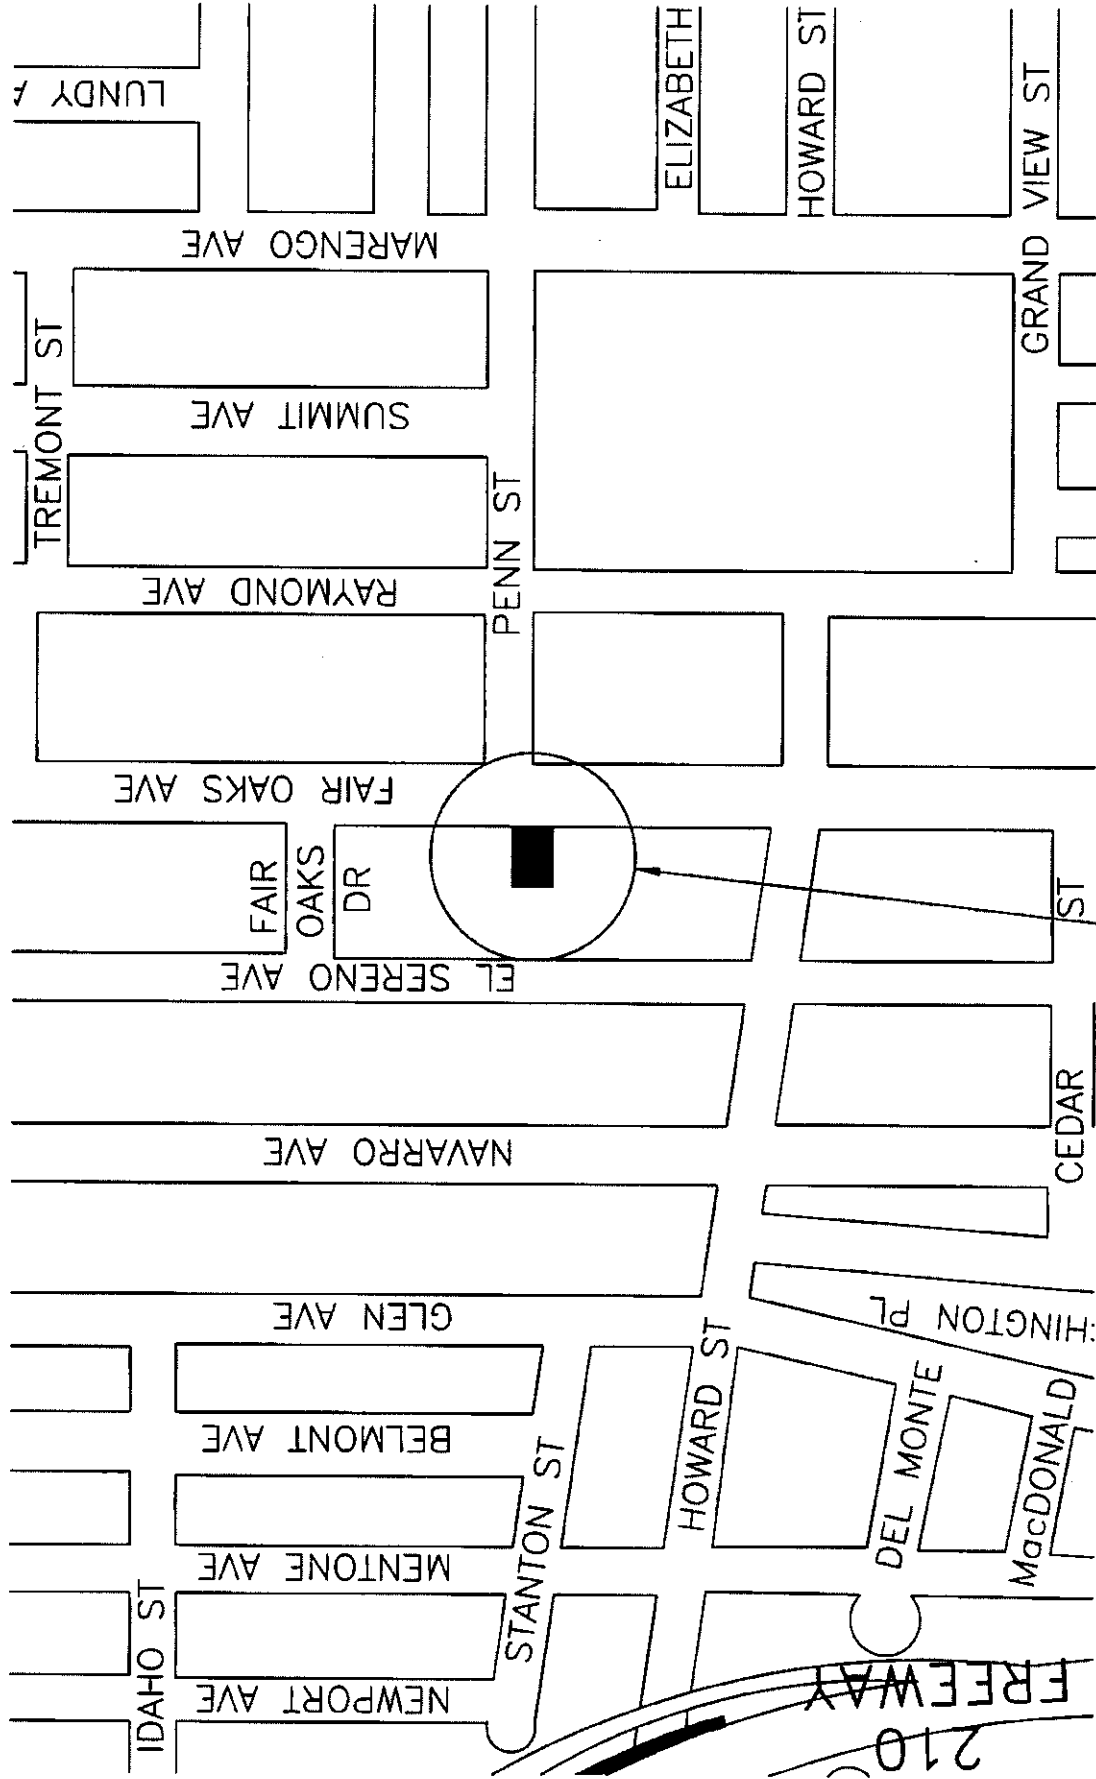 LUNDY A
ELIZABETH
HOWARD ST
GRAND VIEW ST
MARENGO AVE
TREMONT ST
SUMMIT AVE
PENN ST
RAYMOND AVE
FAIR OAKS AVE
FAIR
OAKS
DR
EL SERENO AVE
CEDAR ST
NAVARRO AVE
GLEN AVE
HINGTON PL
HOWARD ST
BELMONT AVE
DEL MONTE
MacDONALD
STANTON ST
MENTONE AVE
IDAHO ST
NEWPORT AVE
210
FREEWAY